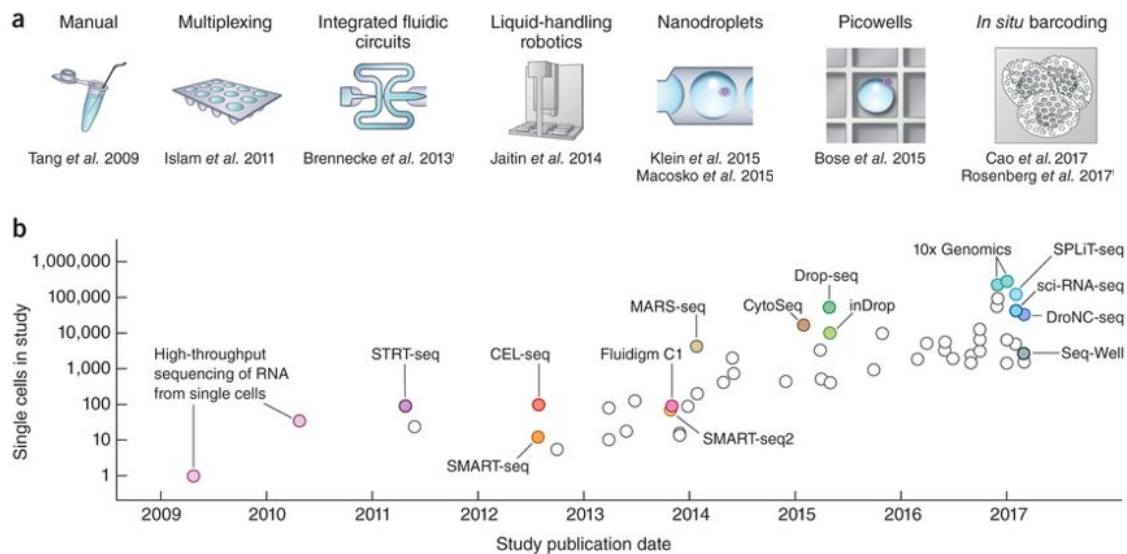 a
Manual
Multiplexing
Integrated fluidic
circuits
Liquid-handling
robotics
Nanodroplets
Picowells
In situ barcoding
Tang et al. 2009
Islam et al. 2011
Brennecke et al. 2013
Jaitin et al. 2014
Klein et al. 2015
Macosko et al. 2015
Bose et al. 2015
Cao et al. 2017
Rosenberg et al. 2017
b
Single cells in study
1,000,000
100,000
10,000
1,000
100
10
1
High-throughput
sequencing of RNA
from single cells
STRT-seq
CEL-seq
SMART-seq
MARS-seq
Fluidigm C1
SMART-seq2
CytoSeq
Drop-seq
inDrop
10x Genomics
SPLiT-seq
sci-RNA-seq
DroNC-seq
Seq-Well
2009 2010 2011 2012 2013 2014 2015 2016 2017
Study publication date